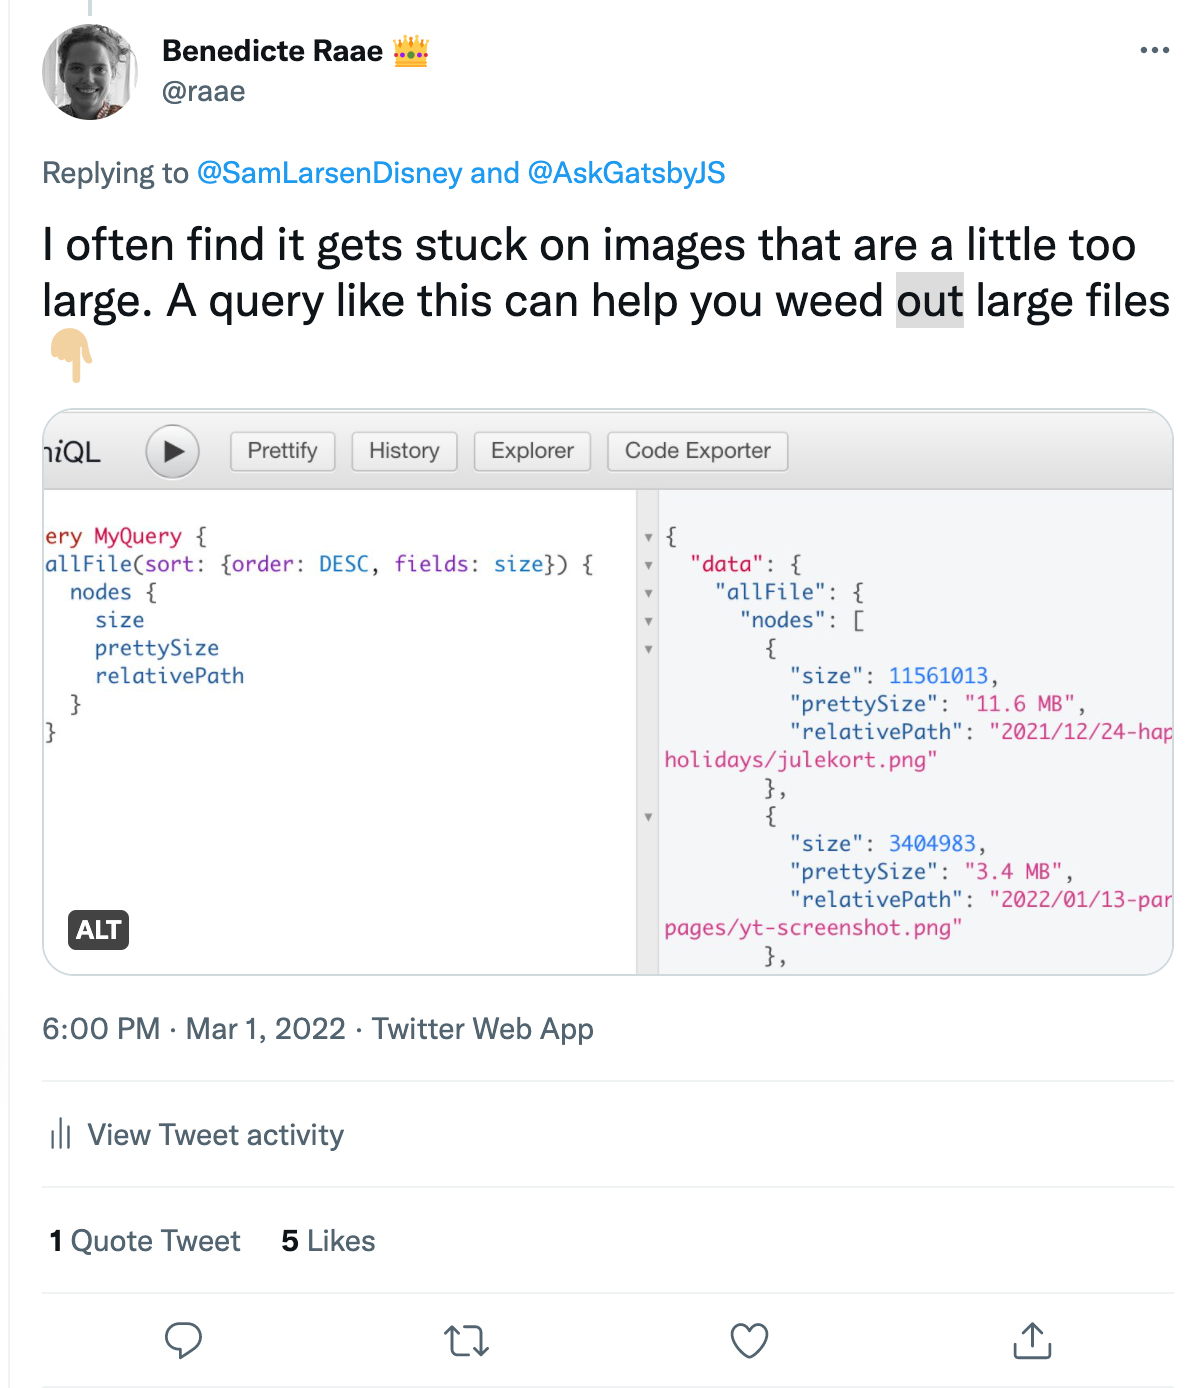 Benedicte Raae 👑
@raae
Replying to @SamLarsenDisney and @AskGatsbyJS
I often find it gets stuck on images that are a little too
large. A query like this can help you weed out large files
👇🏼
iQL
Prettify
History
Explorer
Code Exporter
ery MyQuery {
allFile(sort: {order: DESC, fields: size}) {
nodes {
size
prettySize
relativePath
}
}
{
"data": {
"allFile": {
"nodes": [
{
"size": 11561013,
"prettySize": "11.6 MB",
"relativePath": "2021/12/24-hap
holidays/julekort.png"
},
{
"size": 3404983,
"prettySize": "3.4 MB",
"relativePath": "2022/01/13-par
pages/yt-screenshot.png"
},
ALT
6:00 PM · Mar 1, 2022 · Twitter Web App
View Tweet activity
1 Quote Tweet 5 Likes